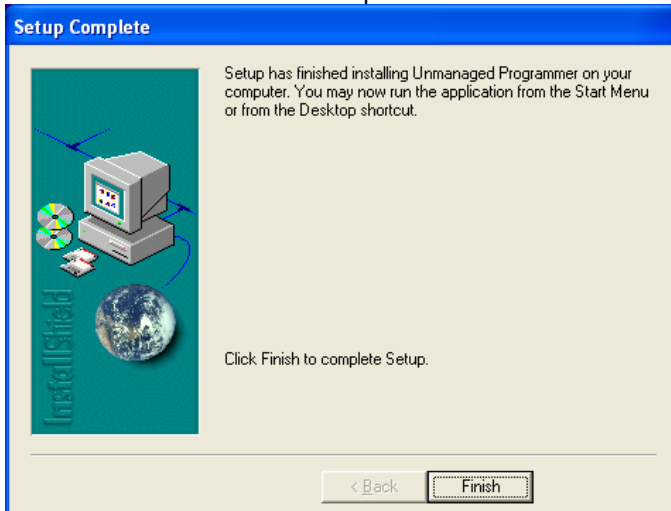 Setup Complete
Setup has finished installing Unmanaged Programmer on your
computer. You may now run the application from the Start Menu
or from the Desktop shortcut.
InstallShield
Click Finish to complete Setup.
< Back
Finish